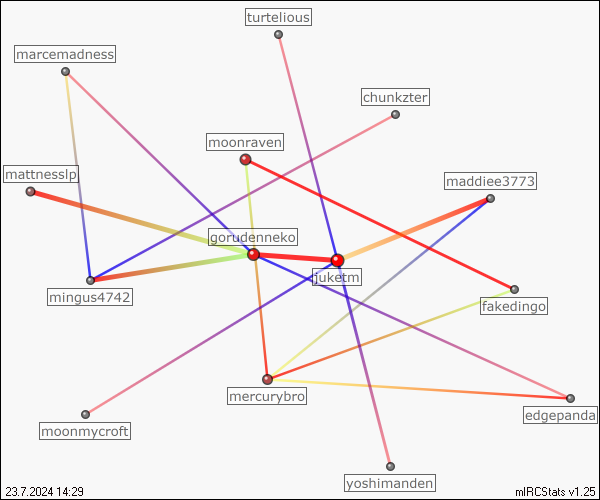 turtelious
marcemadness
chunkzter
moonraven
mattnesslp
maddiee3773
gorudenneko
juketm
mingus4742
fakedingo
mercurybro
edgepanda
moonmycroft
yoshimanden
23.7.2024 14:29
mIRCStats v1.25